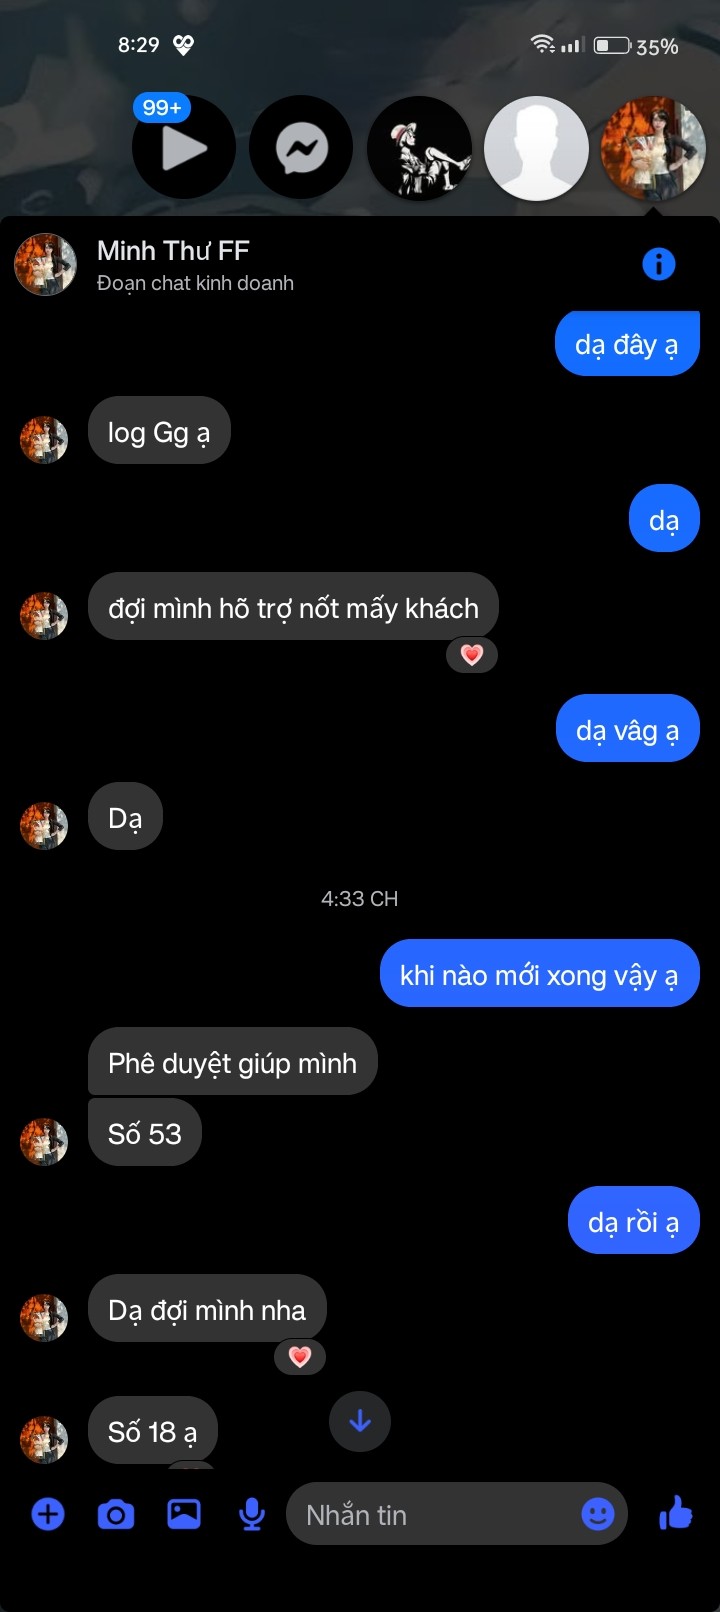 8:29
35%
99+
Minh Thư FF
Đoạn chat kinh doanh
dạ đây ạ
log Gg ạ
dạ
đợi mình hõ trợ nốt mấy khách
dạ vâg ạ
Dạ
4:33 CH
khi nào mới xong vậy ạ
Phê duyệt giúp mình
Số 53
dạ rồi ạ
Dạ đợi mình nha
Số 18 ạ
Nhắn tin